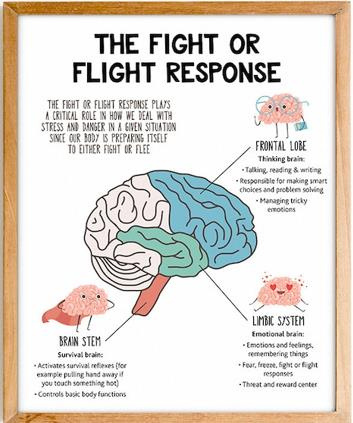 THE FIGHT OR
FLIGHT RESPONSE
THE FIGHT OR FLIGHT RESPONSE PLAYS
A CRITICAL ROLE IN HOW WE DEAL WITH
STRESS AND DANGER IN A GIVEN SITUATION
SINCE OUR BODY IS PREPARING ITSELF
TO EITHER FIGHT OR FLEE
FRONTAL LOBE
Thinking brain:
• Talking, reading & writing
• Responsible for making smart
choices and problem solving
• Managing tricky
emotions
LIMBIC SYSTEM
Emotional brain:
• Emotions and feelings,
remembering things
• Fear, freeze, fight or flight
responses
• Threat and reward center
BRAIN STEM
Survival brain:
• Activates survival reflexes (for
example pulling hand away if
you touch something hot)
• Controls basic body functions